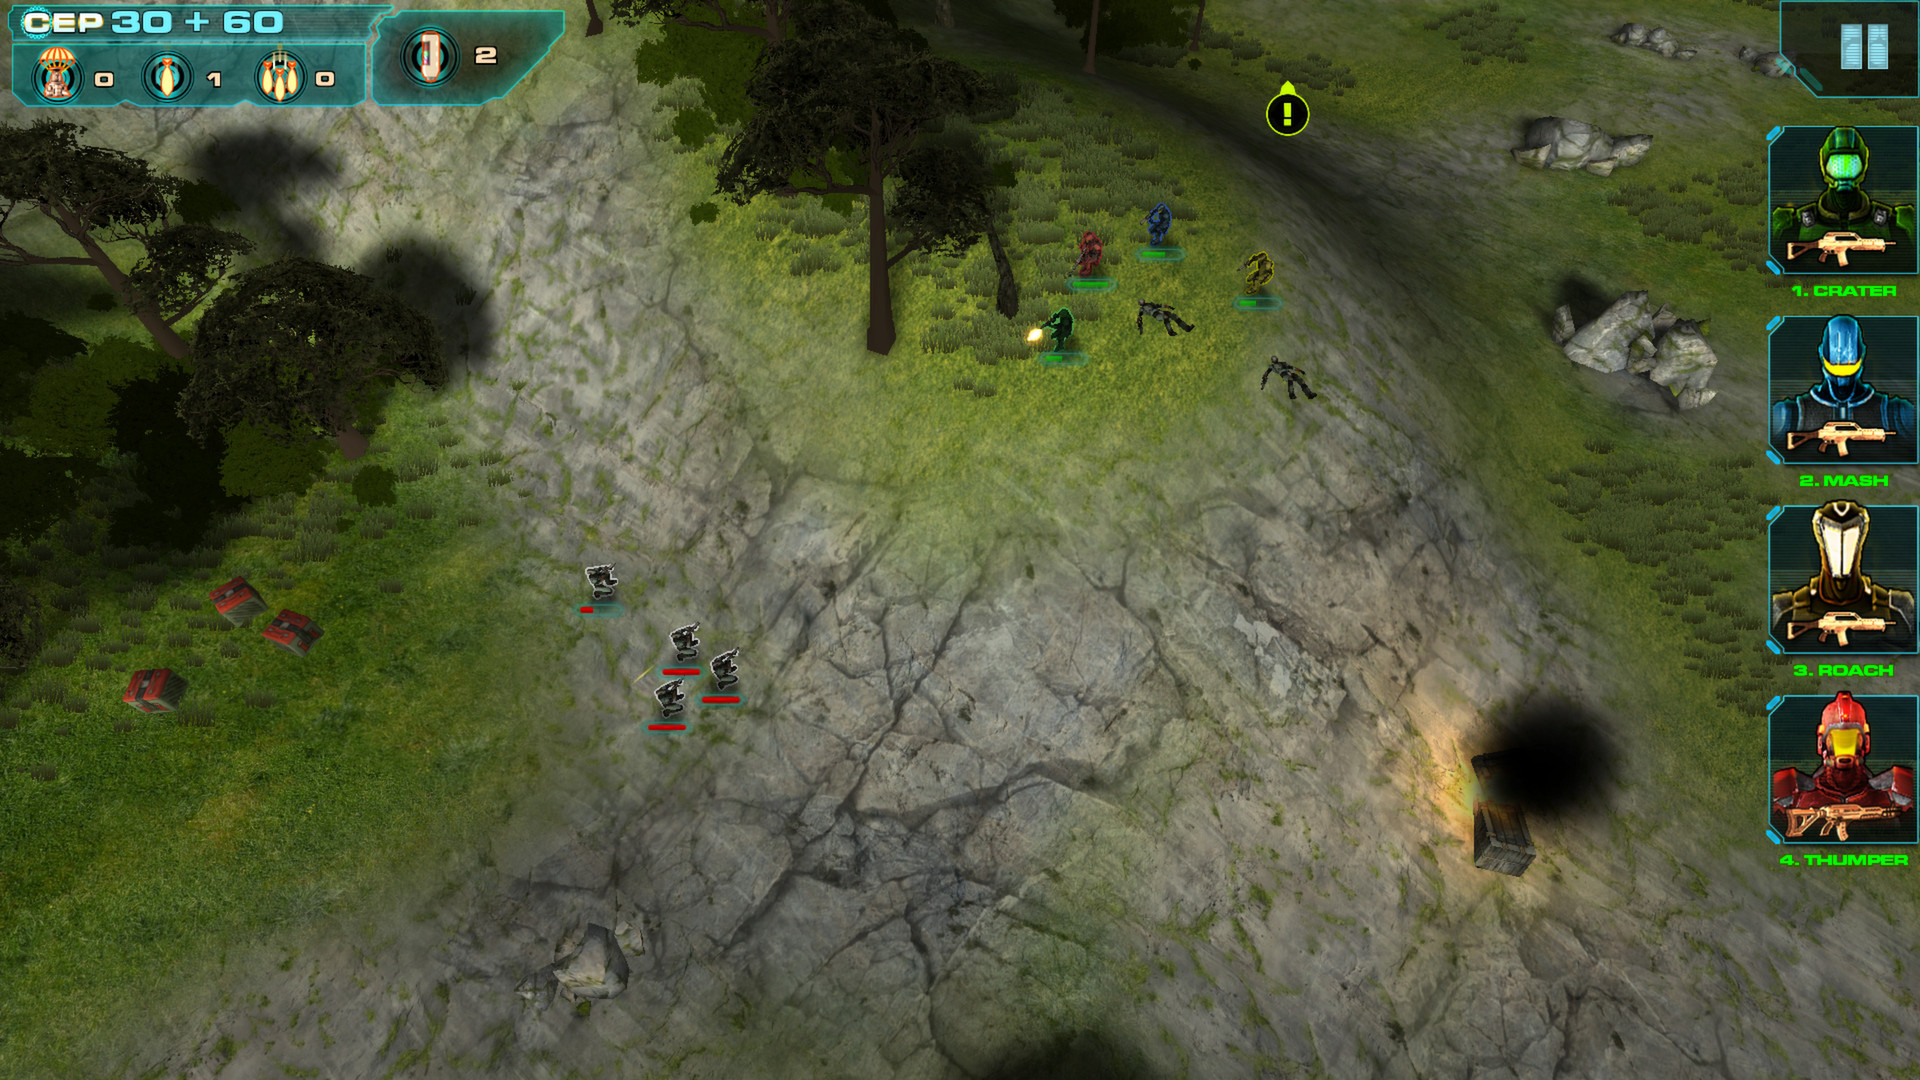 CEP 30 + 60
0 1 0
2
!
1. CRATER
2. MASH
3. ROACH
4. THUMPER